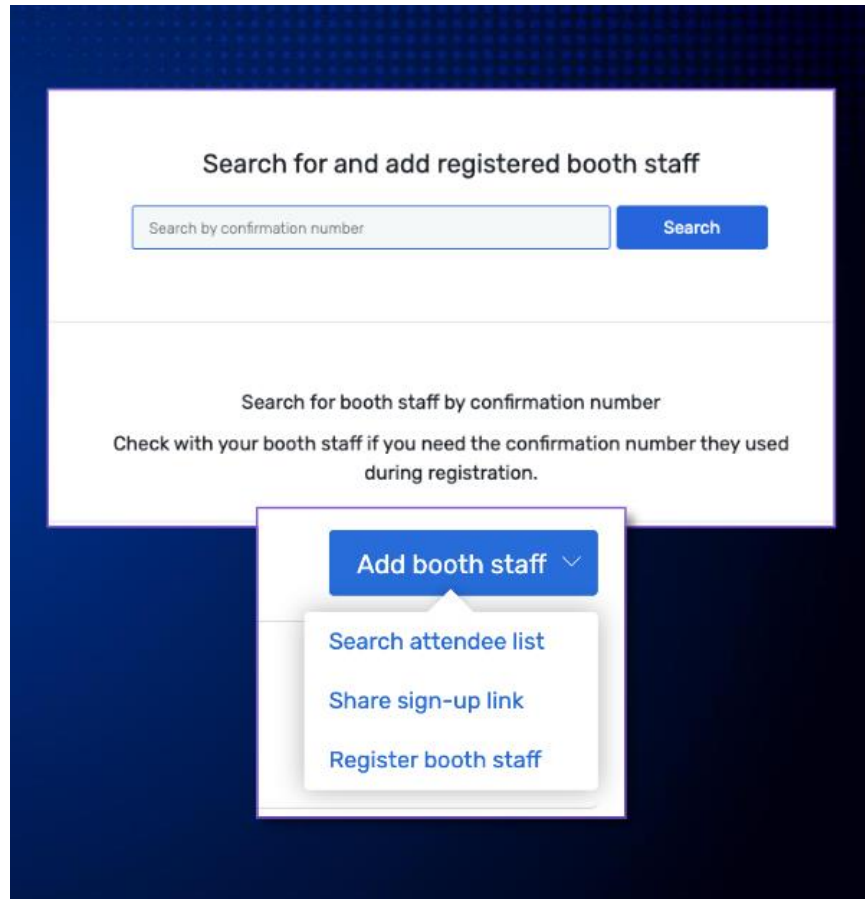 Search for and add registered booth staff
Search by confirmation number
Search
Search for booth staff by confirmation number
Check with your booth staff if you need the confirmation number they used
during registration.
Add booth staff
Search attendee list
Share sign-up link
Register booth staff